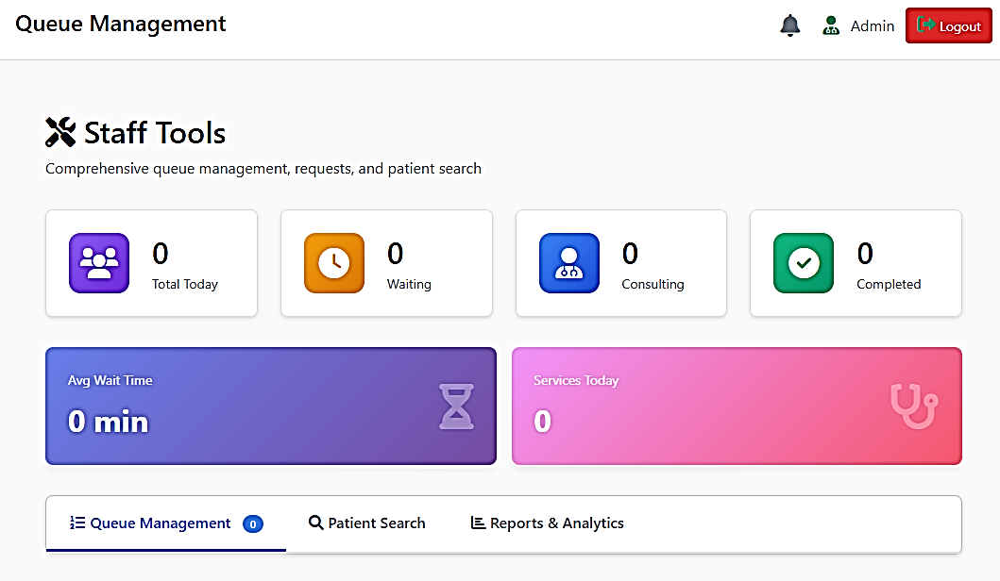 Queue Management
Admin
Logout
Staff Tools
Comprehensive queue management, requests, and patient search
0
Total Today
0
Waiting
0
Consulting
0
Completed
Avg Wait Time
0 min
Services Today
0
Queue Management 0
Patient Search
Reports & Analytics